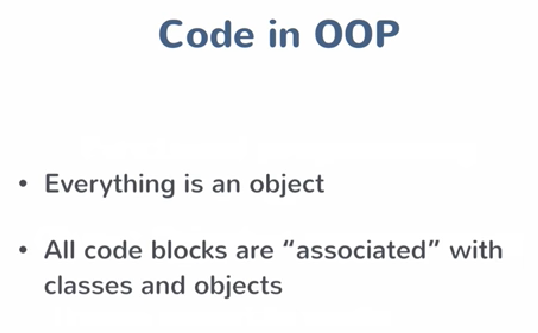 Code in OOP
• Everything is an object
• All code blocks are “associated” with
classes and objects